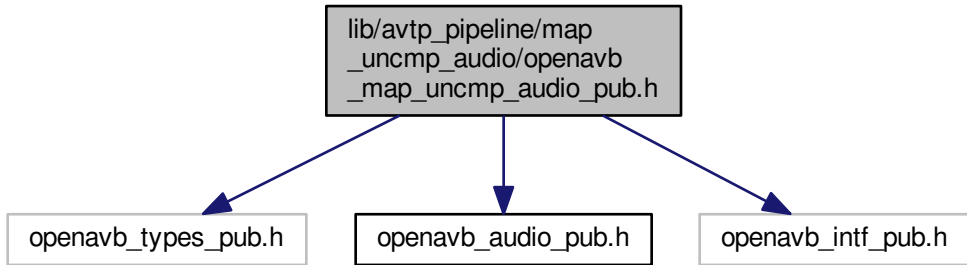 lib/avtp_pipeline/map
_uncmp_audio/openavb
_map_uncmp_audio_pub.h
openavb_types_pub.h
openavb_audio_pub.h
openavb_intf_pub.h